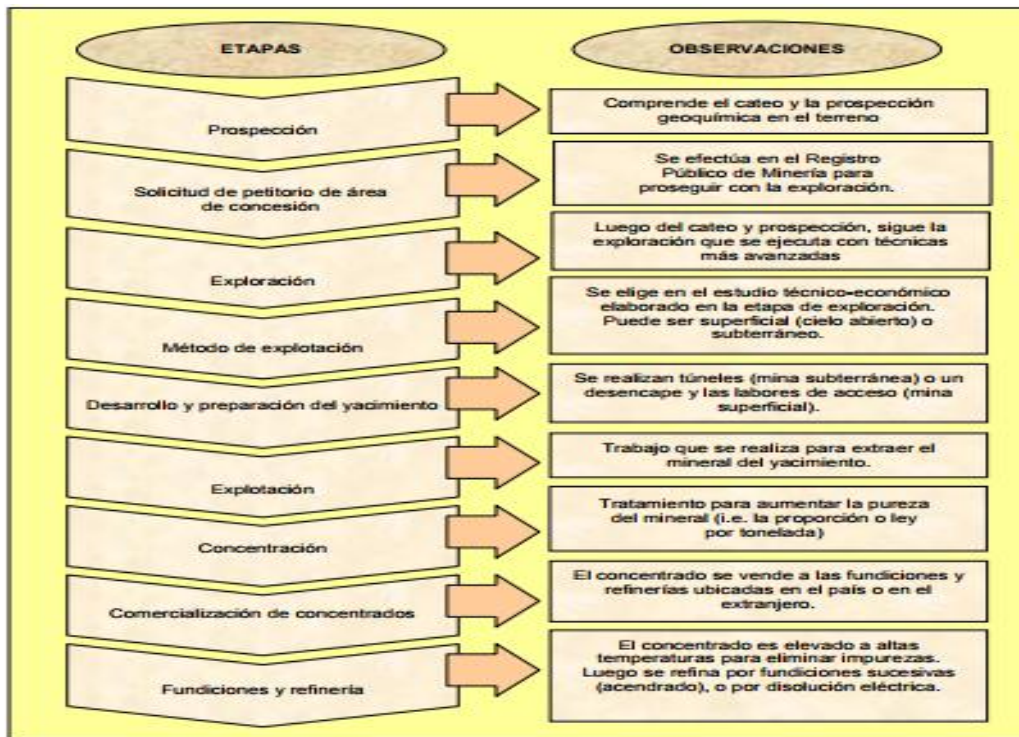 ETAPAS
OBSERVACIONES
Prospección
Comprende el cateo y la prospección
geoquímica en el terreno
Solicitud de petitorio de área
de concesión
Se efectúa en el Registro
Público de Minería para
proseguir con la exploración.
Exploración
Luego del cateo y prospección, sigue la
exploración que se ejecuta con técnicas
más avanzadas
Método de explotación
Se elige en el estudio técnico-económico
elaborado en la etapa de exploración.
Puede ser superficial (cielo abierto) o
subterráneo.
Desarrollo y preparación del yacimiento
Se realizan túneles (mina subterránea) o un
desencape y las labores de acceso (mina
superficial).
Explotación
Trabajo que se realiza para extraer el
mineral del yacimiento.
Concentración
Tratamiento para aumentar la pureza
del mineral (i.e. la proporción o ley
por tonelada)
Comercialización de concentrados
El concentrado se vende a las fundiciones y
refinerías ubicadas en el país o en el
extranjero.
Fundiciones y refinería
El concentrado es elevado a altas
temperaturas para eliminar impurezas.
Luego se refina por fundiciones sucesivas
(acendrado), o por disolución eléctrica.